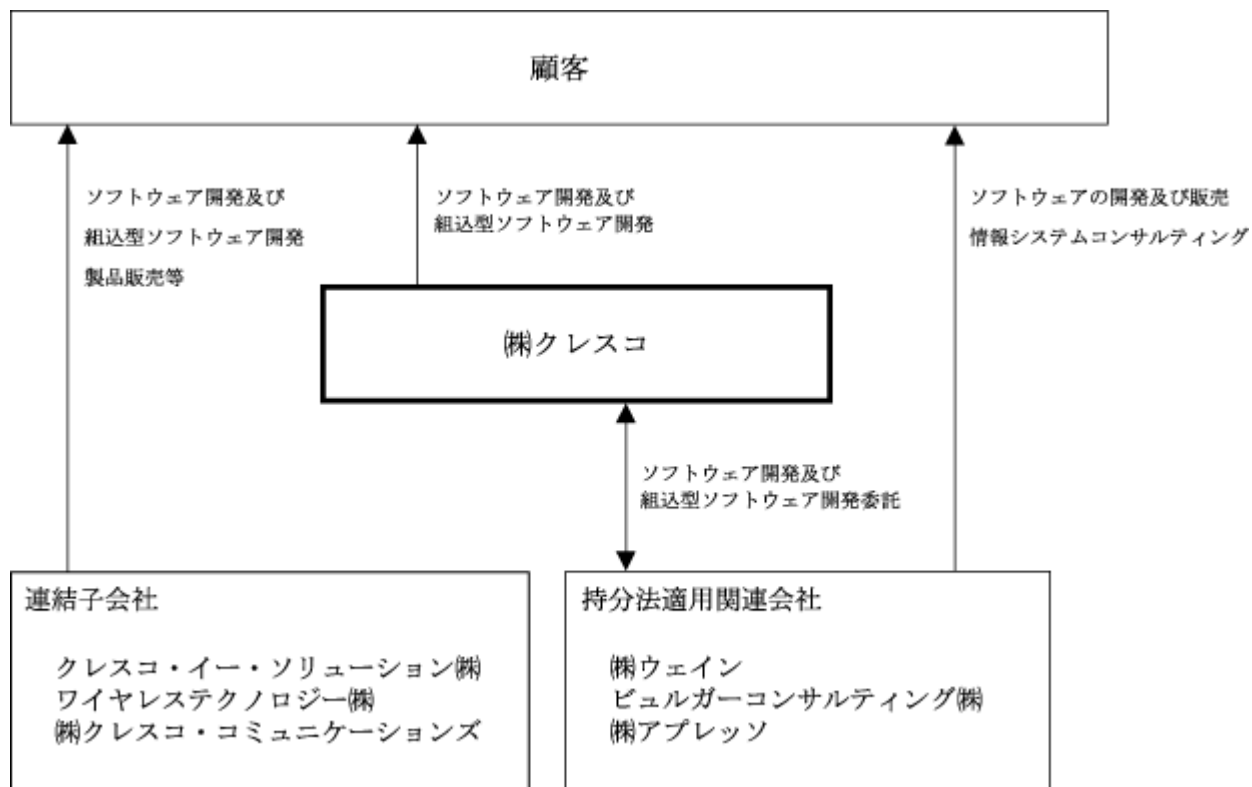 顧客
ソフトウェア開発及び
組込型ソフトウェア開発
製品販売等
ソフトウェア開発及び
組込型ソフトウェア開発
ソフトウェアの開発及び販売
情報システムコンサルティング
㈱クレスコ
ソフトウェア開発及び
組込型ソフトウェア開発委託
連結子会社
クレスコ・イー・ソリューション㈱
ワイヤレステクノロジー㈱
㈱クレスコ・コミュニケーションズ
持分法適用関連会社
㈱ウェイン
ビュルガーコンサルティング㈱
㈱アプレッソ